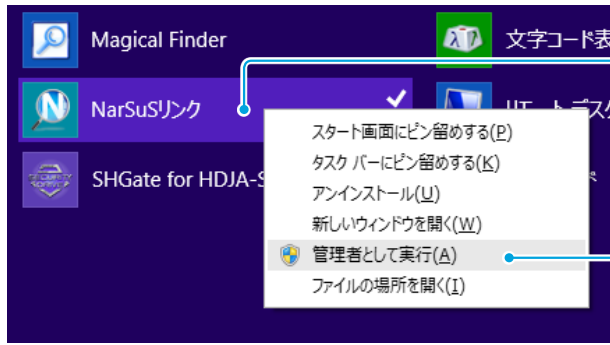 Magical Finder
文字コード表
NarSuSリンク
SHGate for HDJA-S
スタート画面にピン留めする(P)
タスク バーにピン留めする(K)
アンインストール(U)
新しいウィンドウを開く(W)
管理者として実行(A)
ファイルの場所を開く(I)